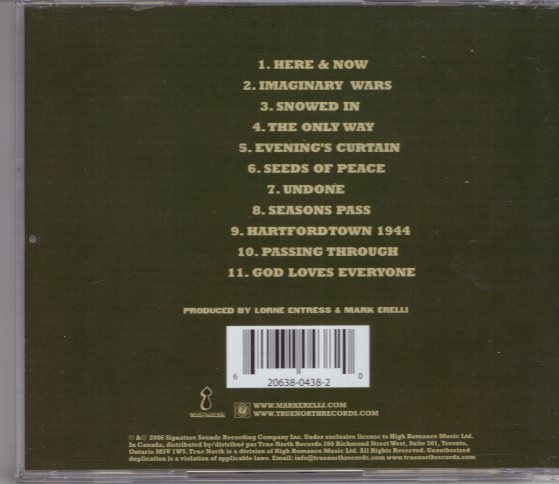 1. HERE & NOW
2. IMAGINARY WARS
3. SNOWED IN
4. THE ONLY WAY
5. EVENING'S CURTAIN
6. SEEDS OF PEACE
7. UNDONE
8. SEASONS PASS
9. HARTFORDTOWN 1944
10. PASSING THROUGH
11. GOD LOVES EVERYONE
PRODUCED BY LORNE ENTRESS & MARK ERELLI
6 20638-0438-2 0
WWW.MARKERELLI.COM
WWW.TRUENORTHRECORDS.COM
℗ &© 2006 Signature Sounds Recording Company Inc. Under exclusive license to High Romance Music Ltd.
In Canada, distributed by/distribué par True North Records 260 Richmond Street West, Suite 501, Toronto,
Ontario M5V 1W5. True North is a division of High Romance Music Ltd. All Rights Reserved. Unauthorized
duplication is a violation of applicable laws. Email: info@truenorthrecords.com www.truenorthrecords.com